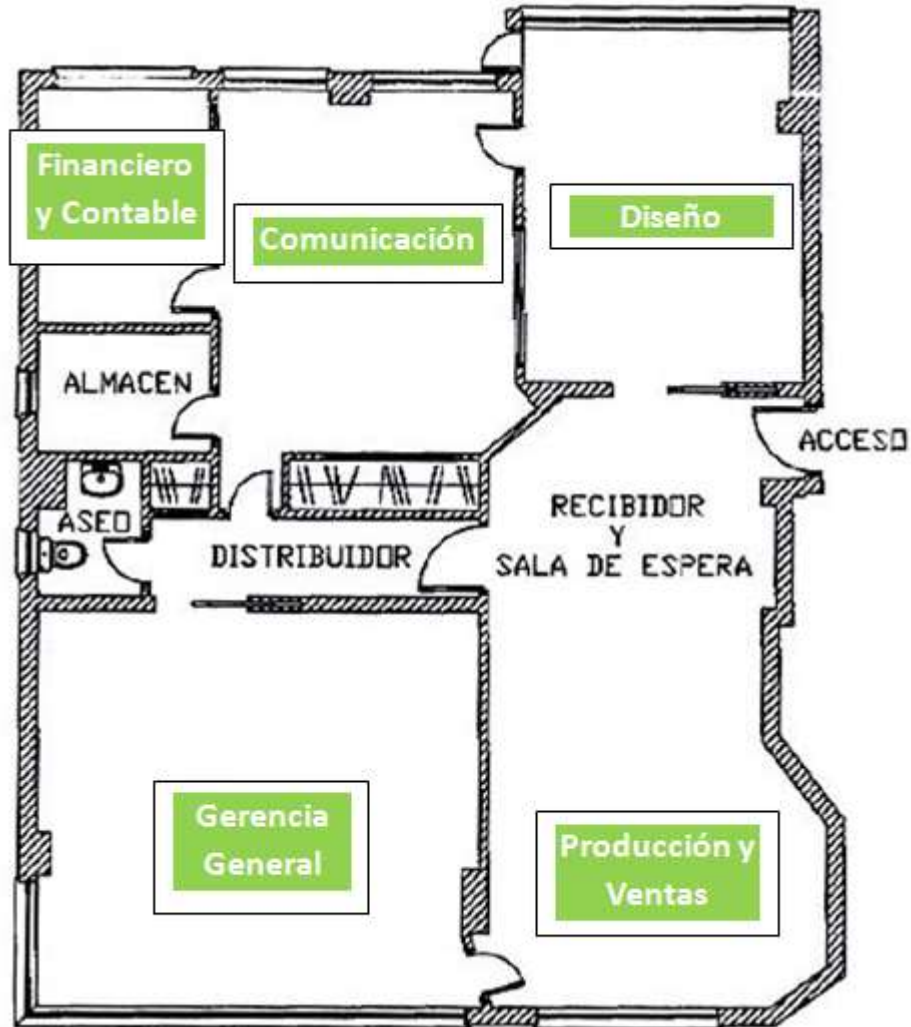 Financiero
y Contable
Comunicación
Diseño
ALMACEN
ACCESO
ASEO
DISTRIBUIDOR
RECIBIDOR
Y
SALA DE ESPERA
Gerencia
General
Producción y
Ventas